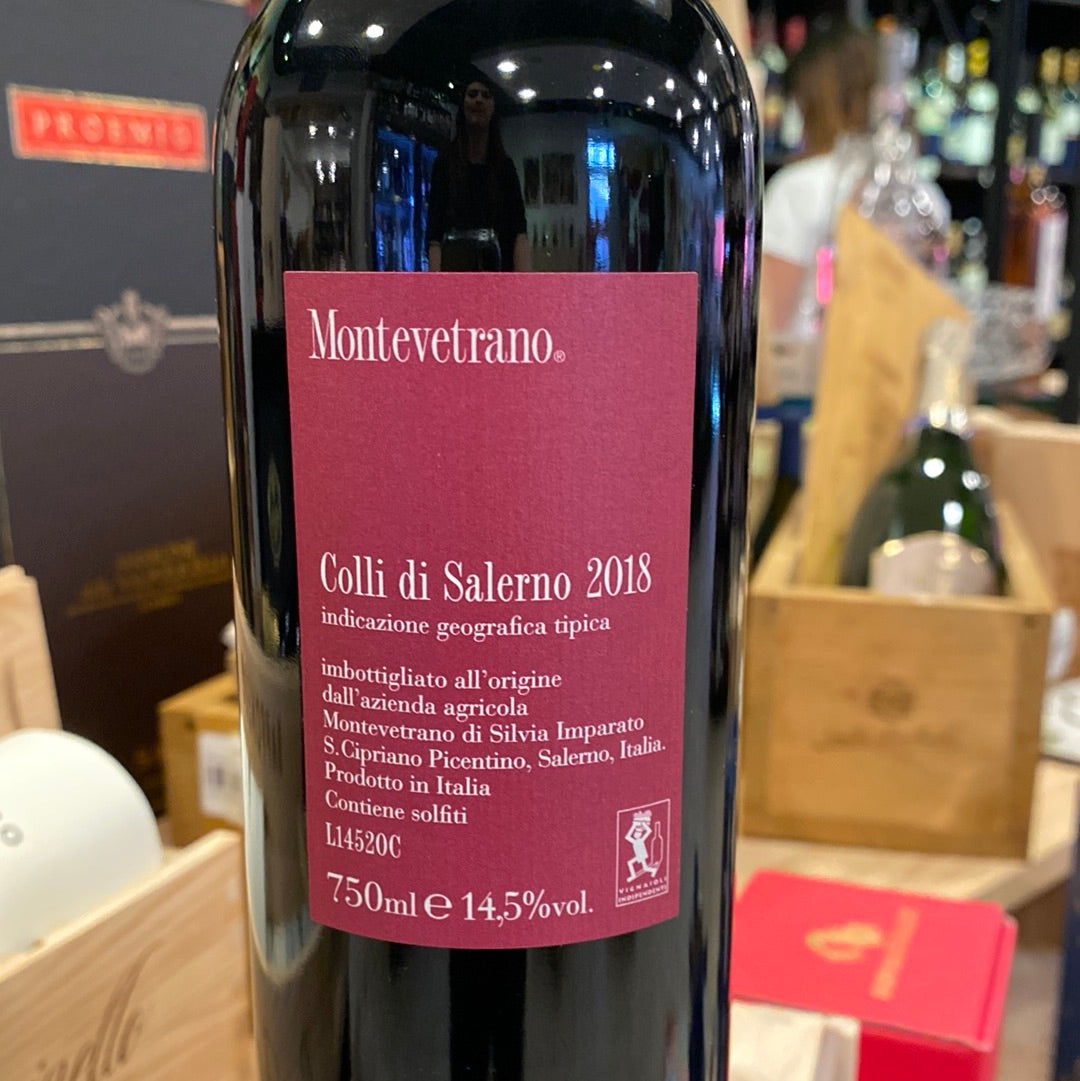 PROEMIO
Montevetrano®
Colli di Salerno 2018
indicazione geografica tipica
imbottigliato all'origine
dall'azienda agricola
Montevetrano di Silvia Imparato
S. Cipriano Picentino, Salerno, Italia.
Prodotto in Italia
Contiene solfiti
L14520C
750ml e 14,5%vol.
VIGNAIOLI
INDIPENDENTI